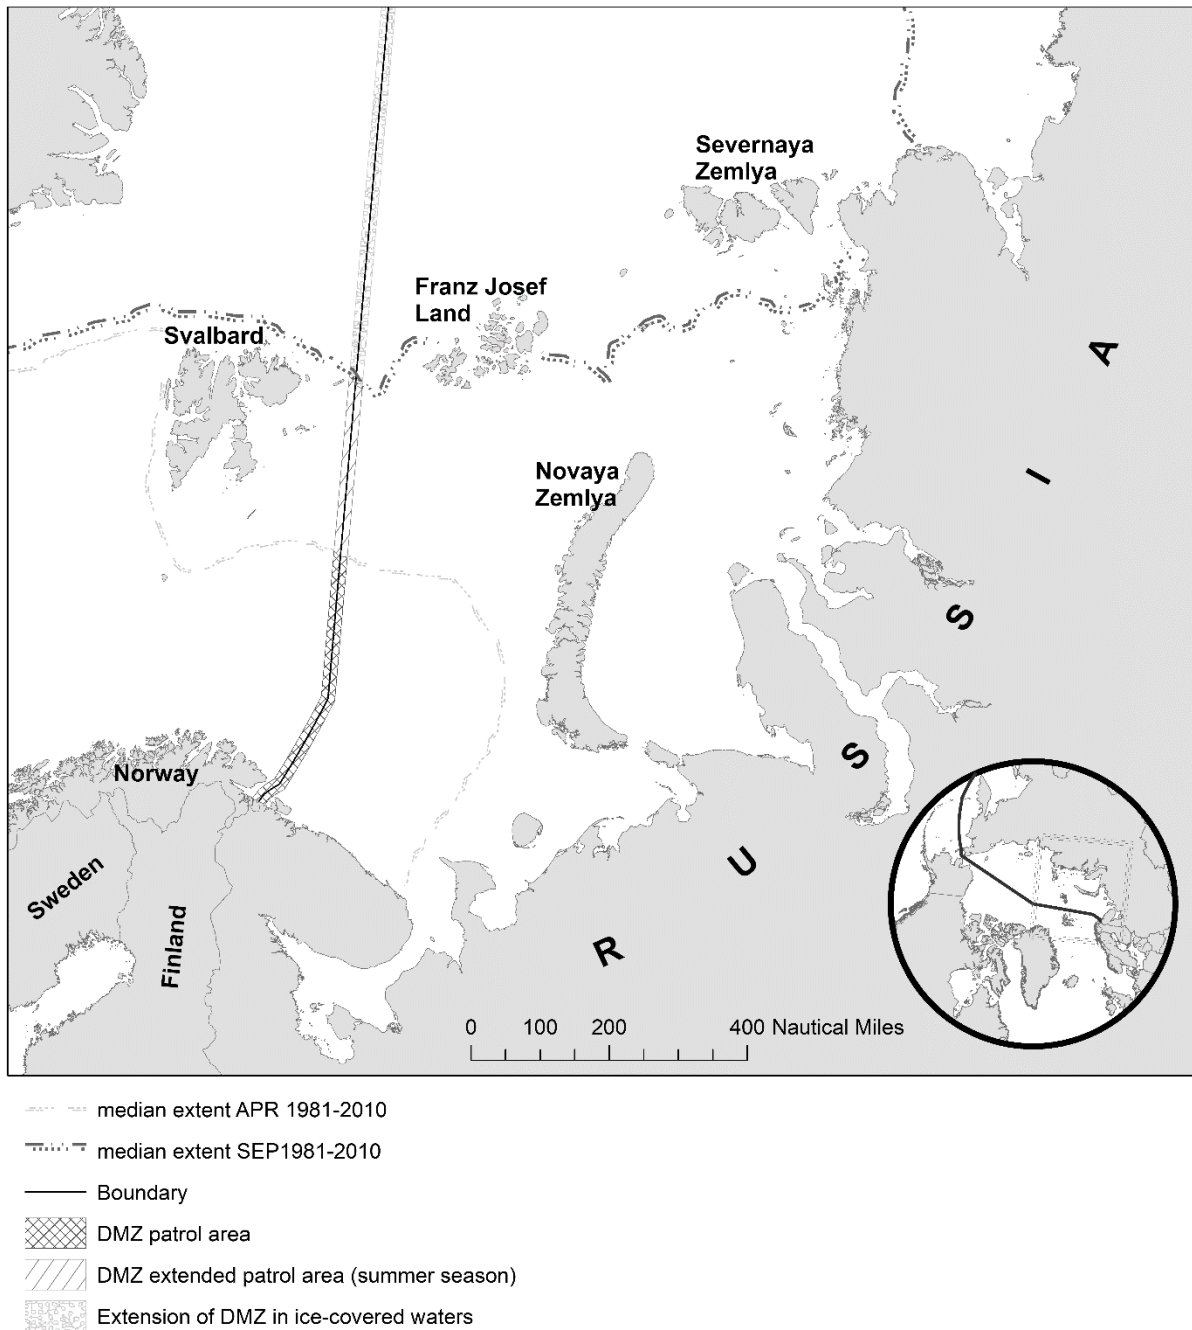 Severnaya
Zemlya
Franz Josef
Land
Svalbard
Novaya
Zemlya
Norway
Sweden
Finland
R U S S I A
0 100 200 400 Nautical Miles
median extent APR 1981-2010
median extent SEP1981-2010
Boundary
DMZ patrol area
DMZ extended patrol area (summer season)
Extension of DMZ in ice-covered waters